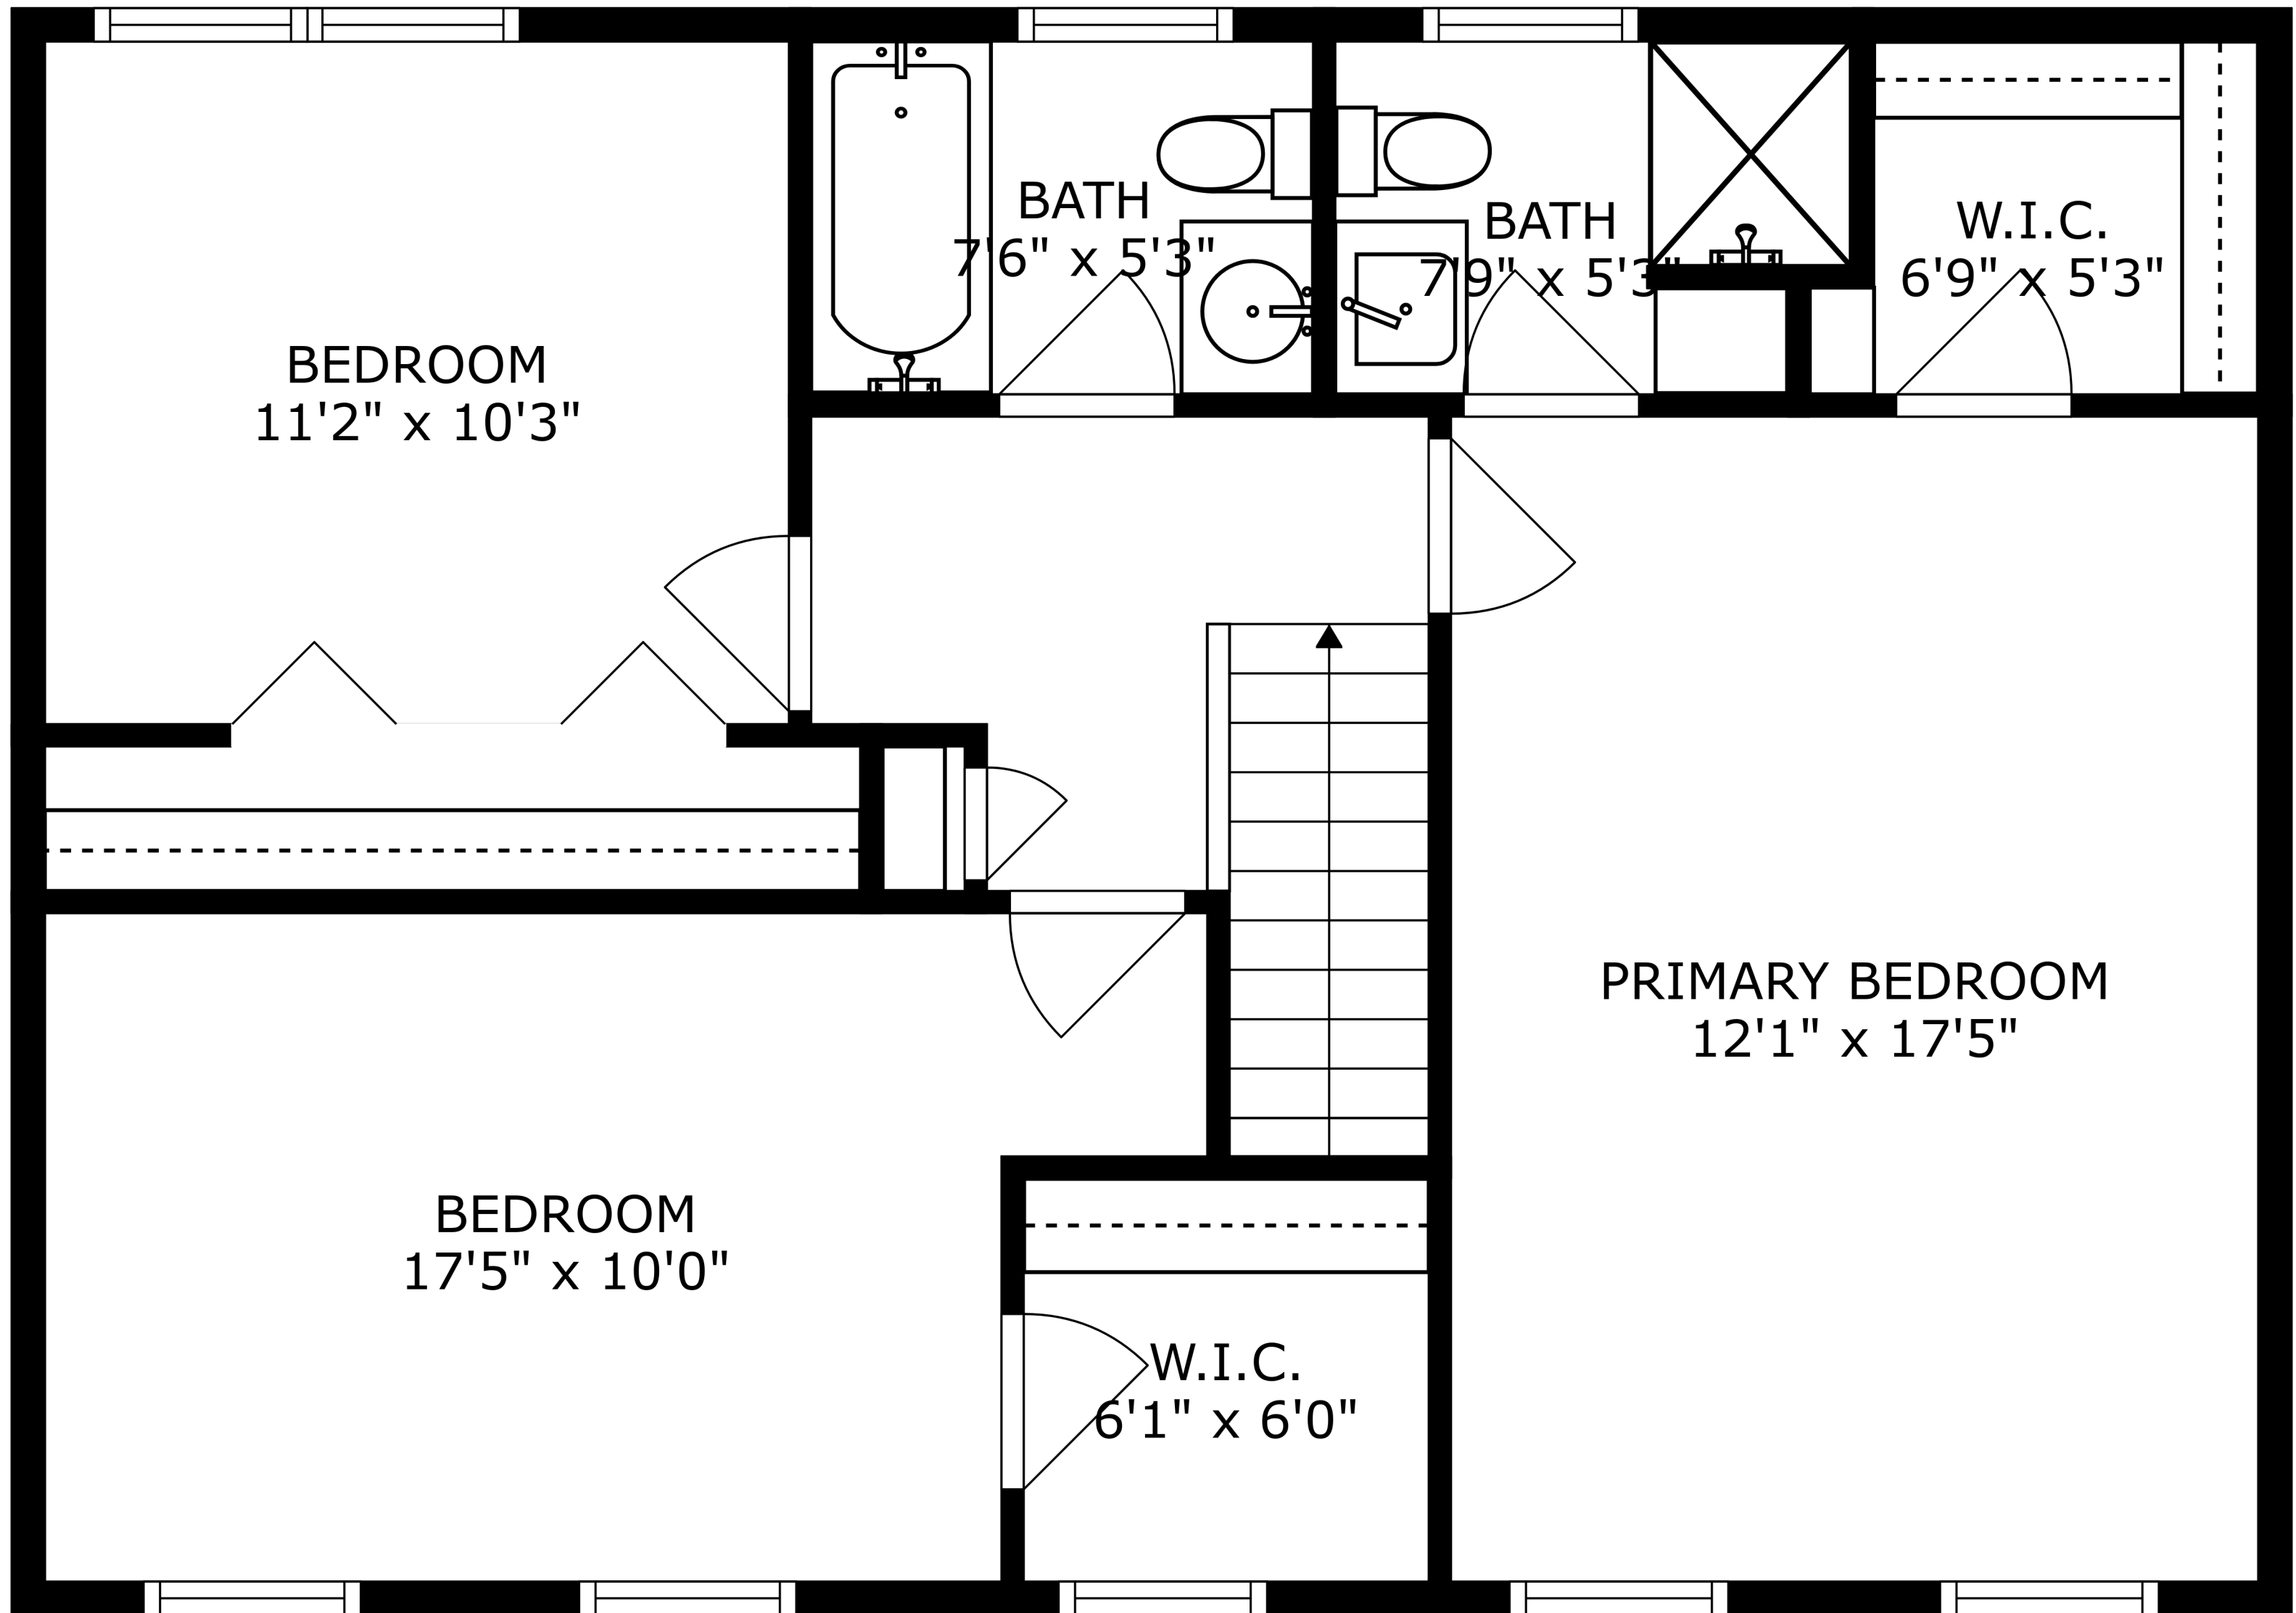 BATH
7'6" x 5'3"
BATH
7'9" x 5'3"
W.I.C.
6'9" x 5'3"
BEDROOM
11'2" x 10'3"
PRIMARY BEDROOM
12'1" x 17'5"
BEDROOM
17'5" x 10'0"
W.I.C.
6'1" x 6'0"